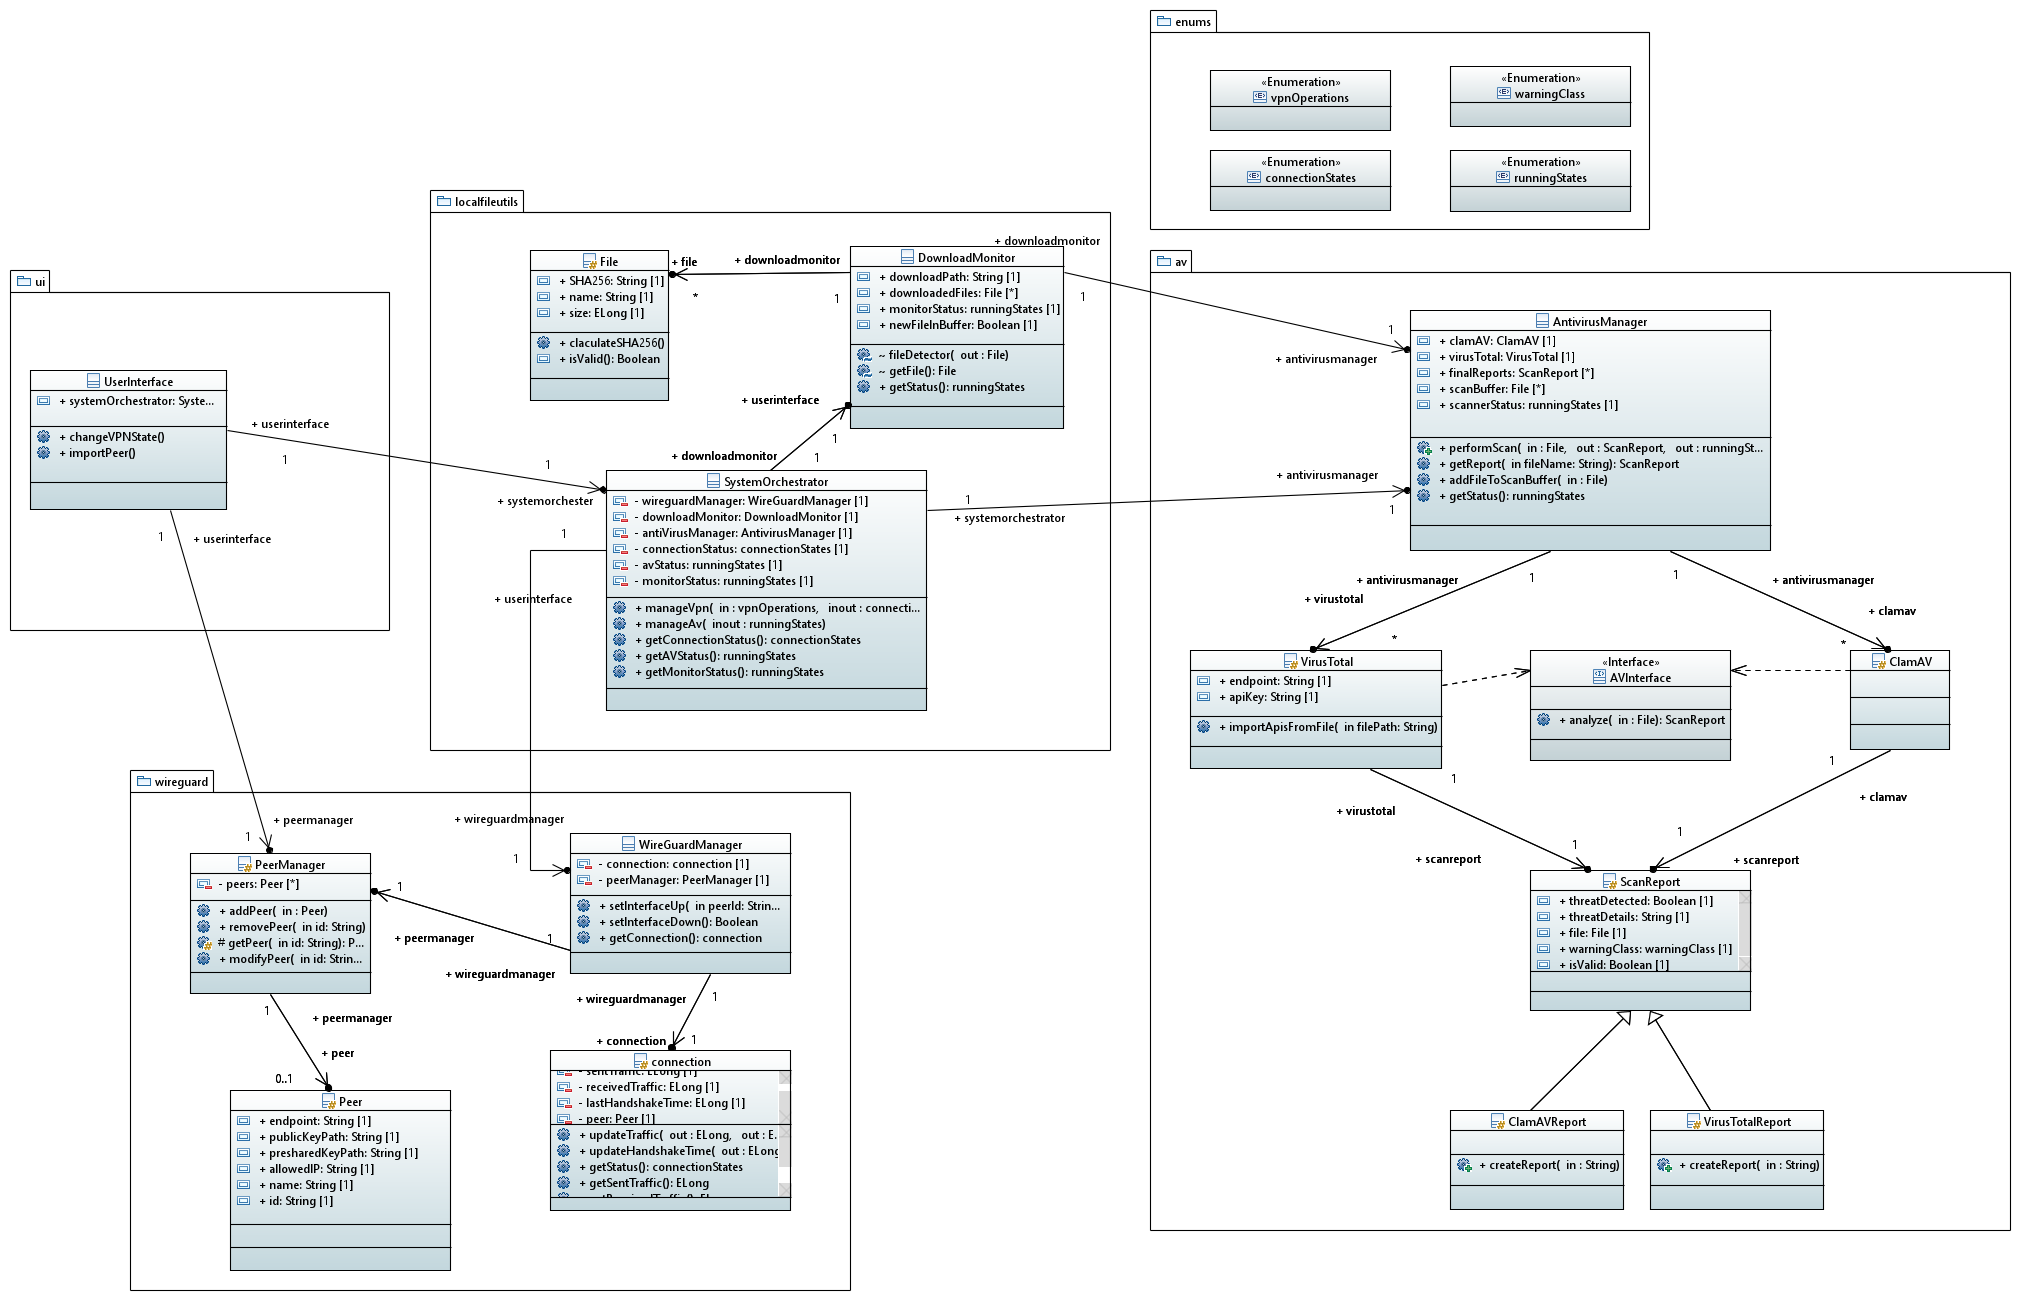 enums
«Enumeration»
vpnOperations
«Enumeration»
warningClass
«Enumeration»
connectionStates
«Enumeration»
runningStates
localfileutils
File
+ SHA256: String [1]
+ name: String [1]
+ size: ELong [1]
+ claculateSHA256()
+ isValid(): Boolean
+ file
*
+ downloadmonitor
1
DownloadMonitor
+ downloadPath: String [1]
+ downloadedFiles: File [*]
+ monitorStatus: runningStates [1]
+ newFileInBuffer: Boolean [1]
~ fileDetector(  out : File)
~ getFile(): File
+ getStatus(): runningStates
+ downloadmonitor
1
1
+ antivirusmanager
+ userinterface
1
+ downloadmonitor
1
SystemOrchestrator
- wireguardManager: WireGuardManager [1]
- downloadMonitor: DownloadMonitor [1]
- antiVirusManager: AntivirusManager [1]
- connectionStatus: connectionStates [1]
- avStatus: runningStates [1]
- monitorStatus: runningStates [1]
+ manageVpn(  in : vpnOperations,   inout : connecti...
+ manageAv(  inout : runningStates)
+ getConnectionStatus(): connectionStates
+ getAVStatus(): runningStates
+ getMonitorStatus(): runningStates
1
+ systemorchestrator
+ antivirusmanager
1
ui
UserInterface
+ systemOrchestrator: Syste...
+ changeVPNState()
+ importPeer()
+ userinterface
1
1
+ systemorchester
1
+ userinterface
1
+ userinterface
+ peermanager
1
+ wireguardmanager
1
wireguard
PeerManager
- peers: Peer [*]
+ addPeer(  in : Peer)
+ removePeer(  in id: String)
# getPeer(  in id: String): P...
+ modifyPeer(  in id: Strin...
WireGuardManager
- connection: connection [1]
- peerManager: PeerManager [1]
+ setInterfaceUp(  in peerId: Strin...
+ setInterfaceDown(): Boolean
+ getConnection(): connection
1
+ peermanager
1
+ wireguardmanager
+ wireguardmanager
1
+ connection
1
1
+ peermanager
+ peer
0..1
Peer
+ endpoint: String [1]
+ publicKeyPath: String [1]
+ presharedKeyPath: String [1]
+ allowedIP: String [1]
+ name: String [1]
+ id: String [1]
connection
- sentTraffic: ELong [1]
- receivedTraffic: ELong [1]
- lastHandshakeTime: ELong [1]
- peer: Peer [1]
+ updateTraffic(  out : ELong,   out : E.
+ updateHandshakeTime(  out : ELong
+ getStatus(): connectionStates
+ getSentTraffic(): ELong
av
AntivirusManager
+ clamAV: ClamAV [1]
+ virusTotal: VirusTotal [1]
+ finalReports: ScanReport [*]
+ scanBuffer: File [*]
+ scannerStatus: runningStates [1]
+ performScan(  in : File,   out : ScanReport,   out : runningSt...
+ getReport(  in fileName: String): ScanReport
+ addFileToScanBuffer(  in : File)
+ getStatus(): runningStates
+ antivirusmanager
1
+ virustotal
*
1
+ antivirusmanager
+ clamav
*
VirusTotal
+ endpoint: String [1]
+ apiKey: String [1]
+ importApisFromFile(  in filePath: String)
«Interface»
AVInterface
+ analyze(  in : File): ScanReport
ClamAV
1
+ virustotal
1
+ scanreport
1
+ clamav
1
+ scanreport
ScanReport
+ threatDetected: Boolean [1]
+ threatDetails: String [1]
+ file: File [1]
+ warningClass: warningClass [1]
+ isValid: Boolean [1]
ClamAVReport
+ createReport(  in : String)
VirusTotalReport
+ createReport(  in : String)